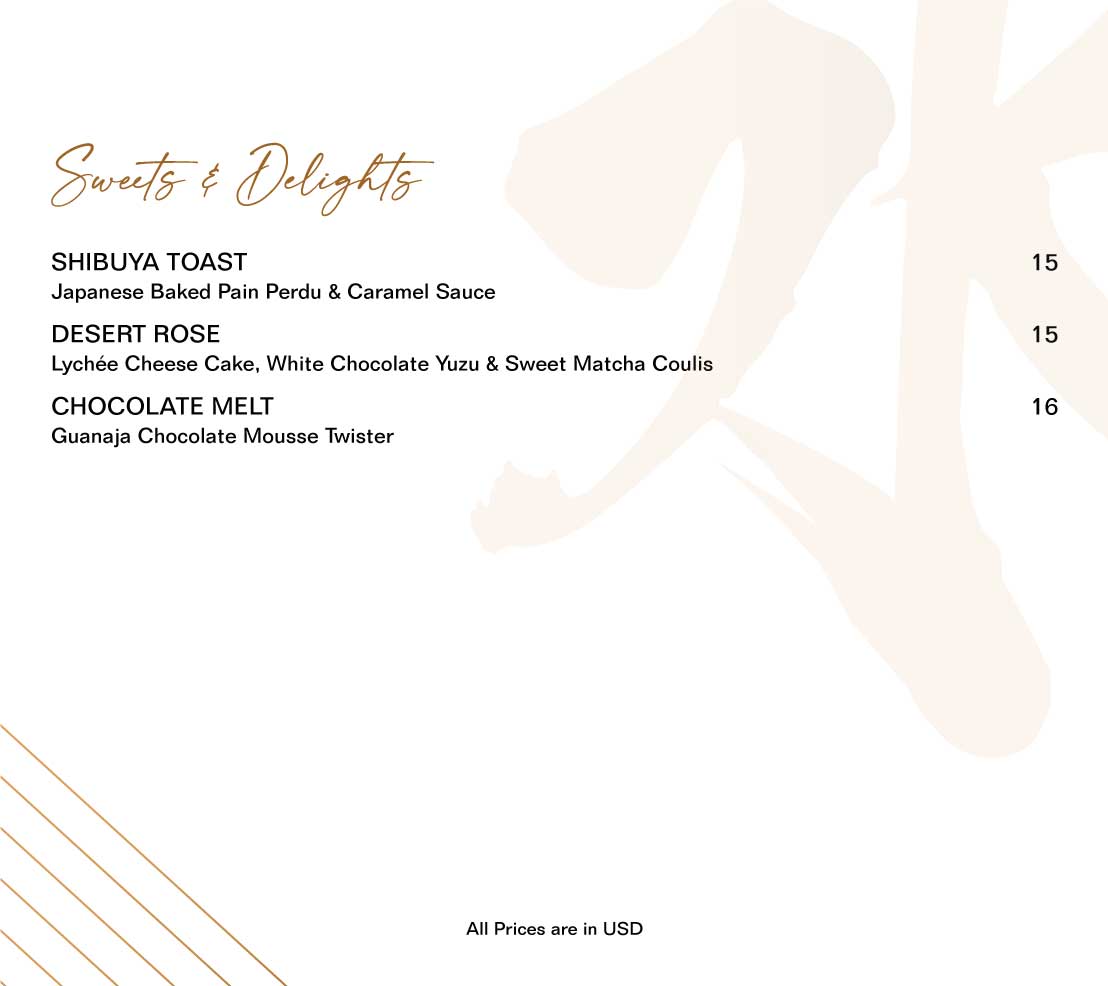 Sweets & Delights
SHIBUYA TOAST 15
Japanese Baked Pain Perdu & Caramel Sauce
DESERT ROSE 15
Lychée Cheese Cake, White Chocolate Yuzu & Sweet Matcha Coulis
CHOCOLATE MELT 16
Guanaja Chocolate Mousse Twister
All Prices are in USD